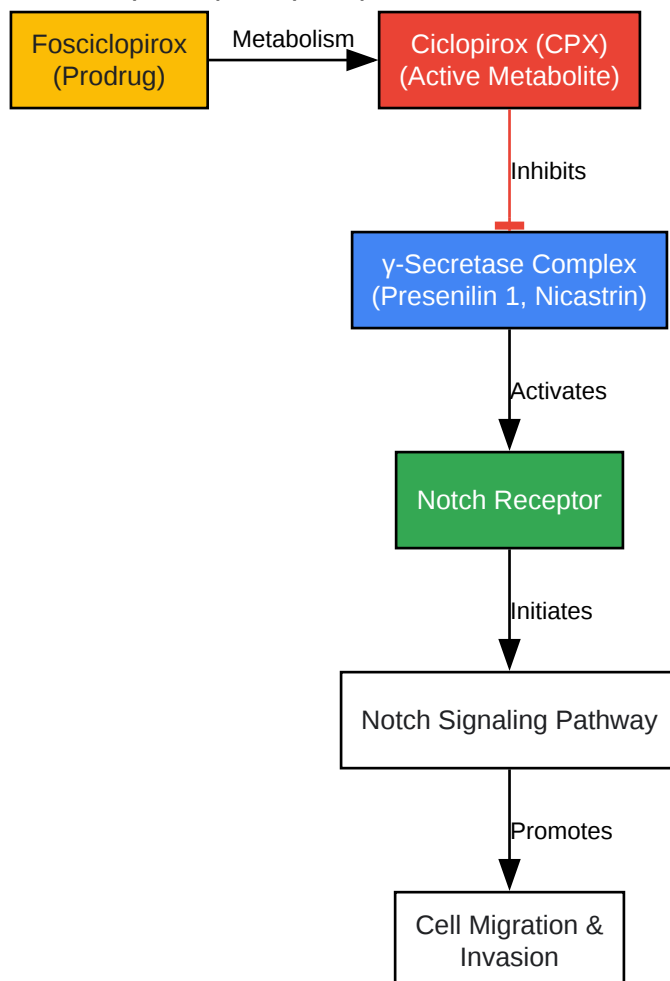 Fosciclopirox
(Prodrug)
Metabolism
Ciclopirox (CPX)
(Active Metabolite)
Inhibits
γ-Secretase Complex
(Presenilin 1, Nicastrin)
Activates
Notch Receptor
Initiates
Notch Signaling Pathway
Promotes
Cell Migration &
Invasion